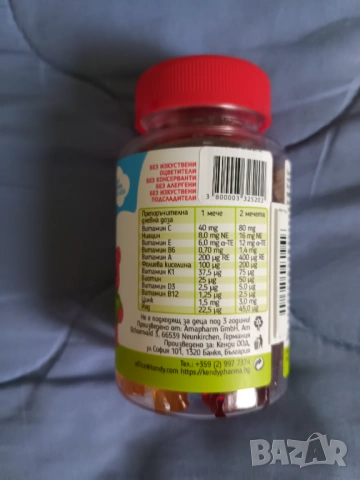 БЕЗ ИЗКУСТВЕНИ
ОЦВЕТИТЕЛИ
БЕЗ КОНСЕРВАНТИ
БЕЗ АЛЕРГЕНИ
БЕЗ ИЗКУСТВЕНИ
ПОДСЛАДИТЕЛИ
3 800003 325202
Препоръчителна дневна доза 1 мече 2 мечета
Витамин C 40 mg 80 mg
Ниацин 8,0 mg NE 16 mg NE
Витамин E 6,0 mg α-TE 12 mg α-TE
Витамин B6 0,70 mg 1,4 mg
Витамин A 200 µg RE 400 µg RE
Фолиева киселина 100 µg 200 µg
Витамин K1 37,5 µg 75 µg
Биотин 25 µg 50 µg
Витамин D3 2,5 µg 5,0 µg
Витамин B12 1,25 µg 2,5 µg
Цинк 1,5 mg 3,0 mg
Йод 22,5 µg 45,0 µg
Не е подходящ за деца под 3 години!
Произведено от: Amapharm GmbH, Am
66539 Neunkirchen, Германия
Произведено за: Кенди ООД,
ул София 101, 1320 Банкя, България
Тел.: +359 (2) 997 7374
office@kendy.com https://kendypharma.bg
BAZAR